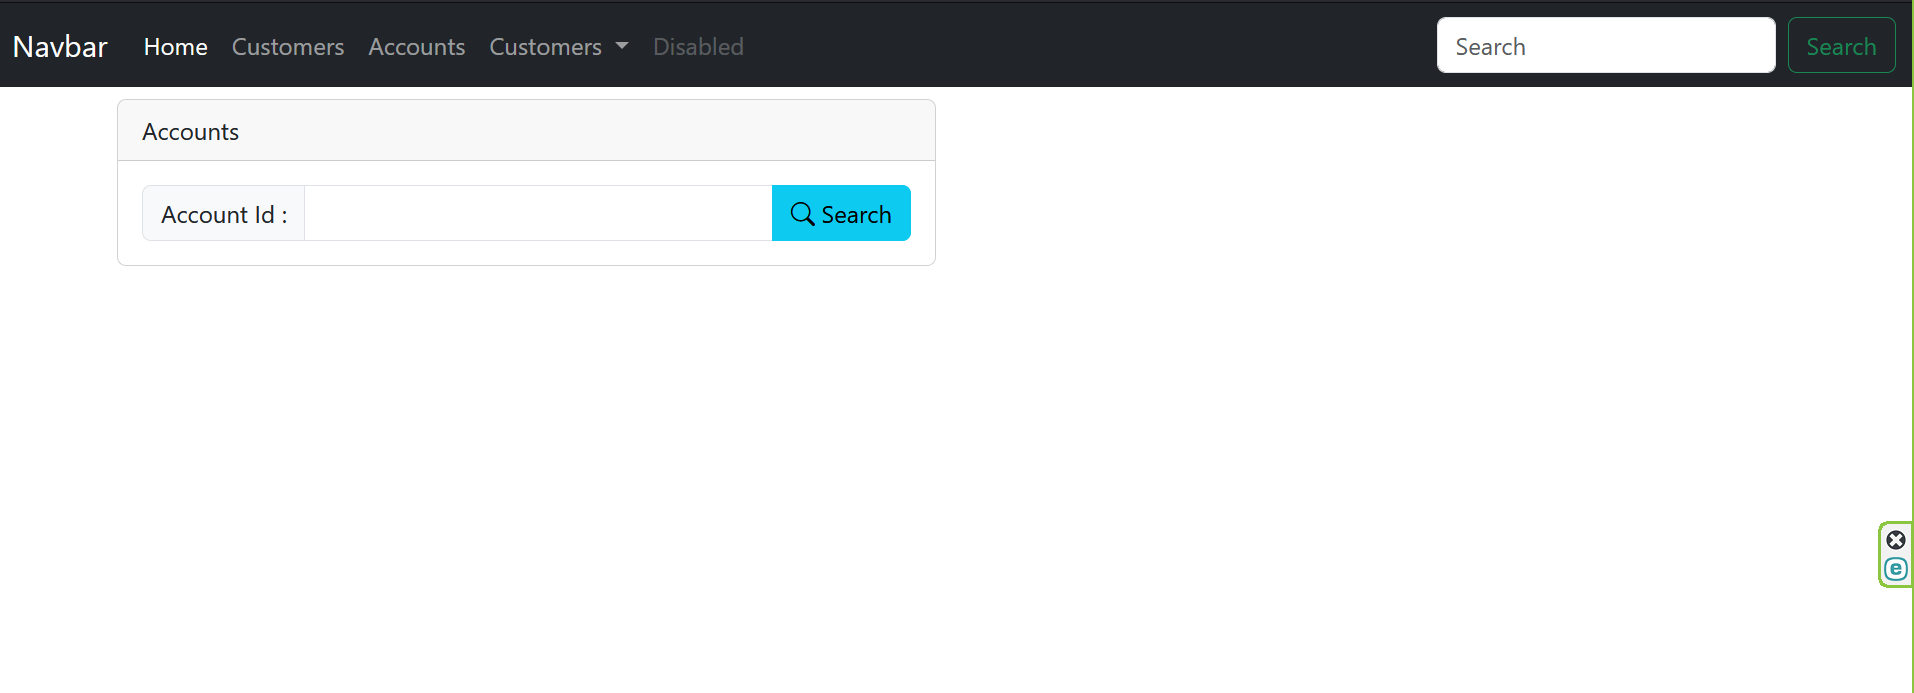 Navbar Home Customers Accounts Customers Disabled Search Search
Accounts
Account Id : Search
e